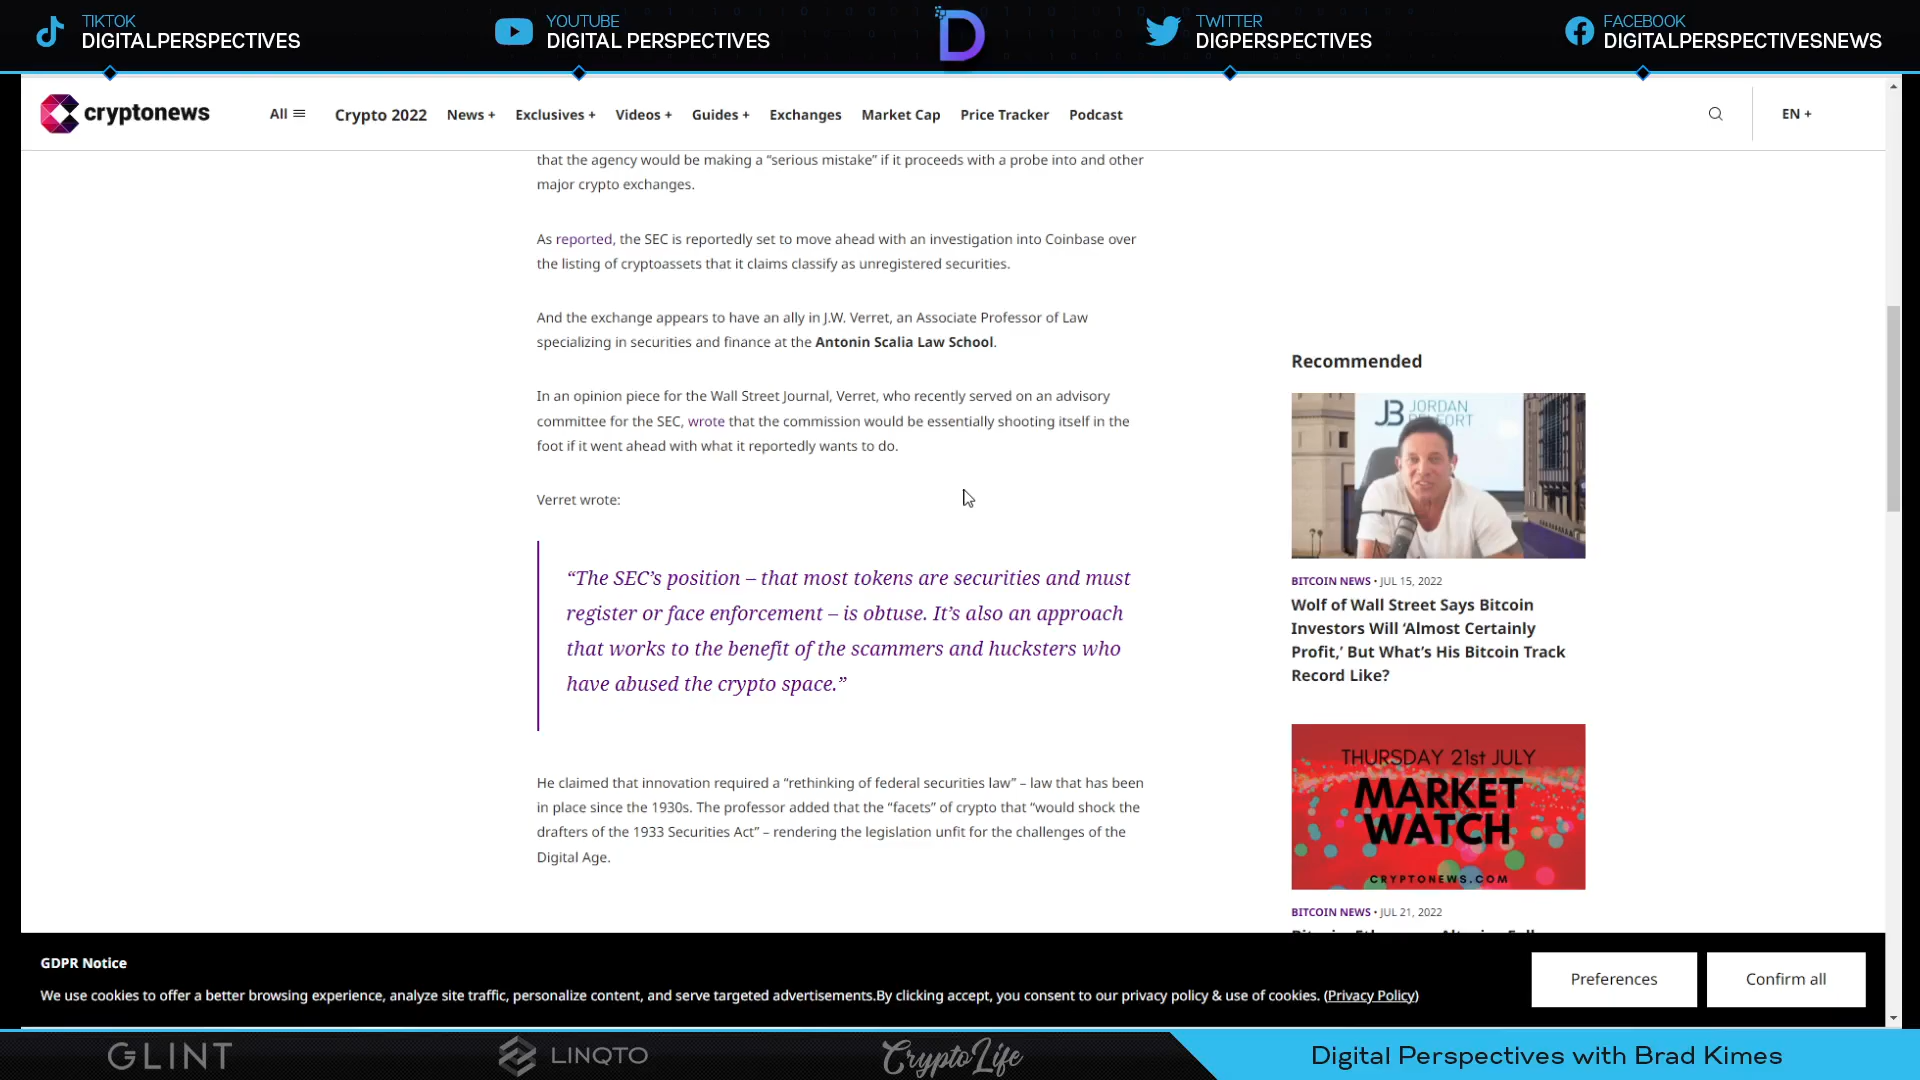 TIKTOK
DIGITALPERSPECTIVES
YOUTUBE
DIGITAL PERSPECTIVES
D
TWITTER
DIGPERSPECTIVES
FACEBOOK
DIGITALPERSPECTIVESNEWS
cryptonews
All
Crypto 2022
News +
Exclusives +
Videos +
Guides +
Exchanges
Market Cap
Price Tracker
Podcast
EN +
that the agency would be making a “serious mistake” if it proceeds with a probe into and other
major crypto exchanges.
As reported, the SEC is reportedly set to move ahead with an investigation into Coinbase over
the listing of cryptoassets that it claims classify as unregistered securities.
And the exchange appears to have an ally in J.W. Verret, an Associate Professor of Law
specializing in securities and finance at the Antonin Scalia Law School.
In an opinion piece for the Wall Street Journal, Verret, who recently served on an advisory
committee for the SEC, wrote that the commission would be essentially shooting itself in the
foot if it went ahead with what it reportedly wants to do.
Verret wrote:
“The SEC’s position – that most tokens are securities and must
register or face enforcement – is obtuse. It’s also an approach
that works to the benefit of the scammers and hucksters who
have abused the crypto space.”
He claimed that innovation required a “rethinking of federal securities law” – law that has been
in place since the 1930s. The professor added that the “facets” of crypto that “would shock the
drafters of the 1933 Securities Act” – rendering the legislation unfit for the challenges of the
Digital Age.
Recommended
JB JORDAN
BITCOIN NEWS • JUL 15, 2022
Wolf of Wall Street Says Bitcoin
Investors Will ‘Almost Certainly
Profit,’ But What’s His Bitcoin Track
Record Like?
THURSDAY 21st JULY
MARKET
WATCH
CRYPTONEWS.COM
BITCOIN NEWS • JUL 21, 2022
GDPR Notice
We use cookies to offer a better browsing experience, analyze site traffic, personalize content, and serve targeted advertisements.By clicking accept, you consent to our privacy policy & use of cookies. (Privacy Policy)
Preferences
Confirm all
GLINT
LINQTO
CryptoLife
Digital Perspectives with Brad Kimes